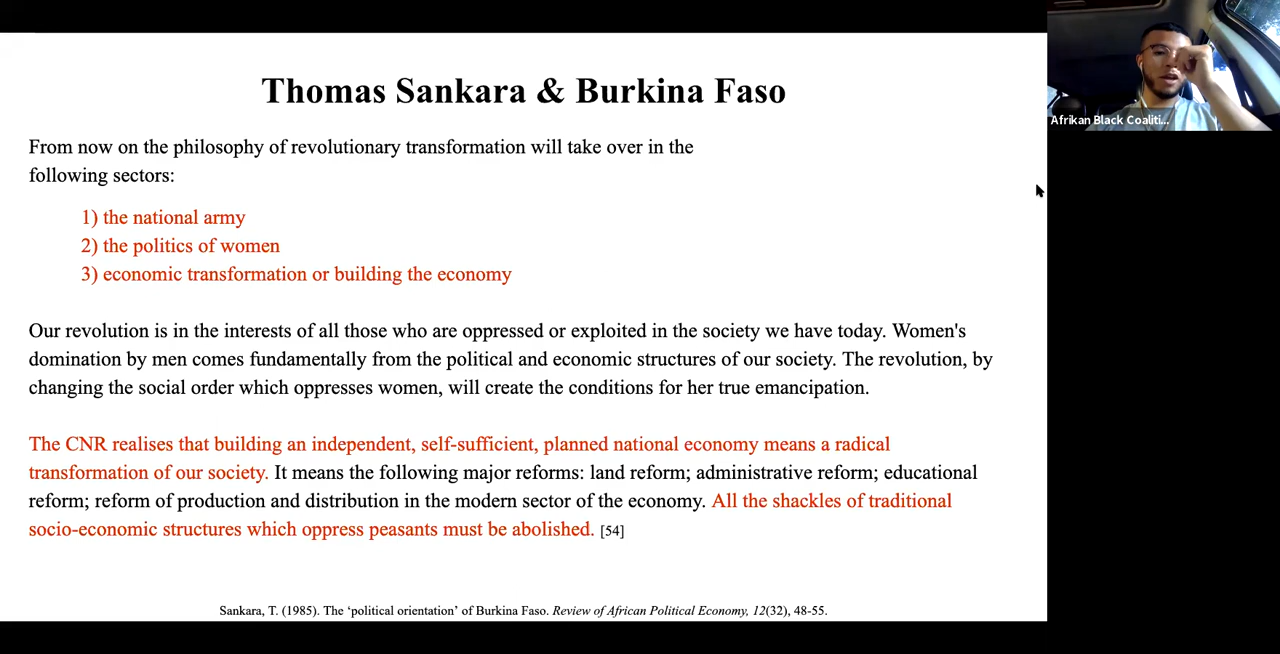 Thomas Sankara & Burkina Faso
Afrikan Black Coaliti...
From now on the philosophy of revolutionary transformation will take over in the
following sectors:
1) the national army
2) the politics of women
3) economic transformation or building the economy
Our revolution is in the interests of all those who are oppressed or exploited in the society we have today. Women's
domination by men comes fundamentally from the political and economic structures of our society. The revolution, by
changing the social order which oppresses women, will create the conditions for her true emancipation.
The CNR realises that building an independent, self-sufficient, planned national economy means a radical
transformation of our society. It means the following major reforms: land reform; administrative reform; educational
reform; reform of production and distribution in the modern sector of the economy. All the shackles of traditional
socio-economic structures which oppress peasants must be abolished. [54]
Sankara, T. (1985). The ‘political orientation’ of Burkina Faso. Review of African Political Economy, 12(32), 48-55.